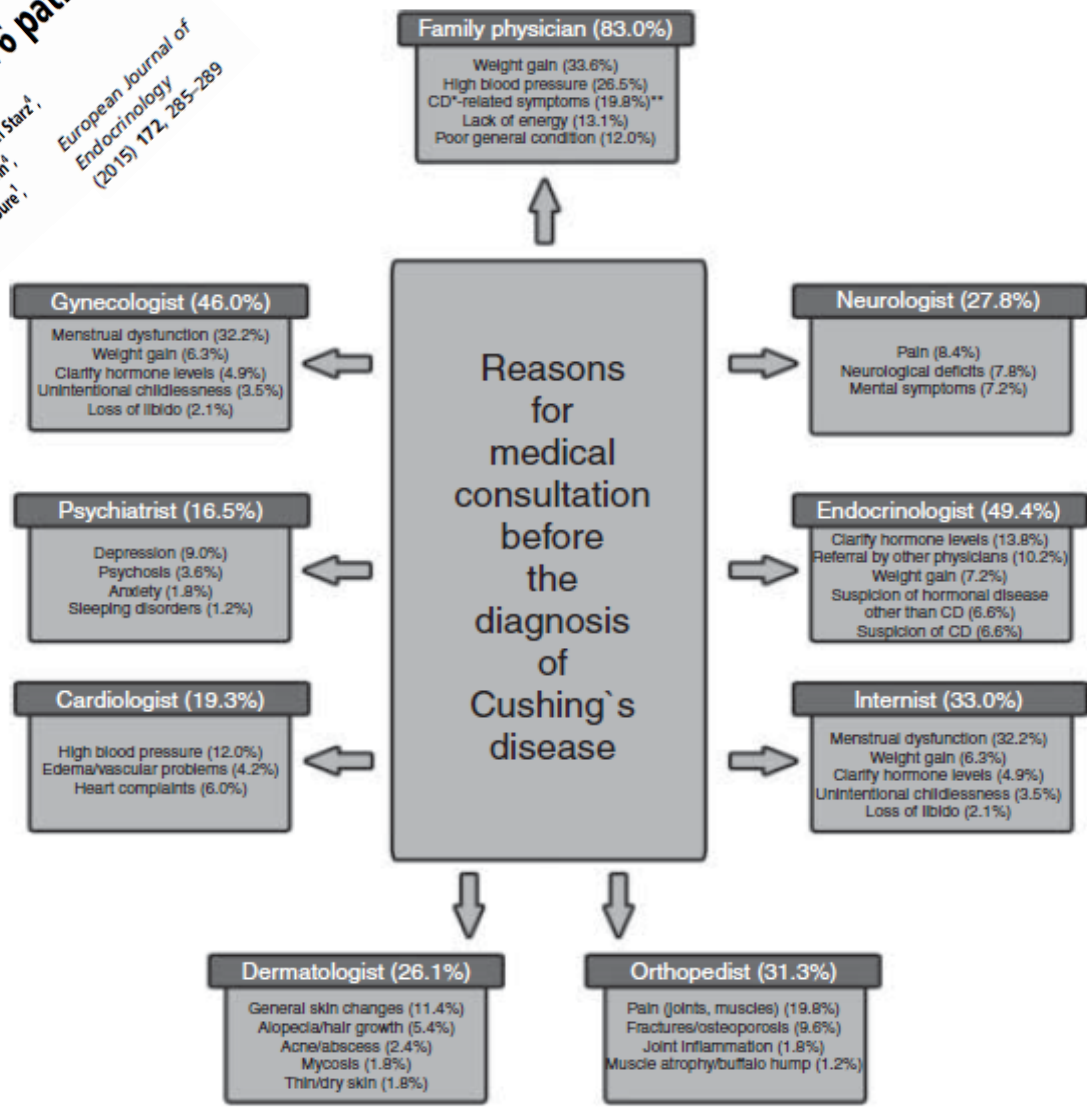 6 pati
n Starz4,
in4,
oure1,
European Journal of
Endocrinology
(2015) 172, 285–289
Family physician (83.0%)
Weight gain (33.6%)
High blood pressure (26.5%)
CD*-related symptoms (19.8%)**
Lack of energy (13.1%)
Poor general condition (12.0%)
Gynecologist (46.0%)
Menstrual dysfunction (32.2%)
Weight gain (6.3%)
Clarify hormone levels (4.9%)
Unintentional childlessness (3.5%)
Loss of libido (2.1%)
Neurologist (27.8%)
Pain (8.4%)
Neurological deficits (7.8%)
Mental symptoms (7.2%)
Reasons
for
medical
consultation
before
the
diagnosis
of
Cushing`s
disease
Psychiatrist (16.5%)
Depression (9.0%)
Psychosis (3.6%)
Anxiety (1.8%)
Sleeping disorders (1.2%)
Endocrinologist (49.4%)
Clarify hormone levels (13.8%)
Referral by other physicians (10.2%)
Weight gain (7.2%)
Suspicion of hormonal disease
other than CD (6.6%)
Suspicion of CD (6.6%)
Cardiologist (19.3%)
High blood pressure (12.0%)
Edema/vascular problems (4.2%)
Heart complaints (6.0%)
Internist (33.0%)
Menstrual dysfunction (32.2%)
Weight gain (6.3%)
Clarify hormone levels (4.9%)
Unintentional childlessness (3.5%)
Loss of libido (2.1%)
Dermatologist (26.1%)
General skin changes (11.4%)
Alopecia/hair growth (5.4%)
Acne/abscess (2.4%)
Mycosis (1.8%)
Thin/dry skin (1.8%)
Orthopedist (31.3%)
Pain (joints, muscles) (19.8%)
Fractures/osteoporosis (9.6%)
Joint inflammation (1.8%)
Muscle atrophy/buffalo hump (1.2%)